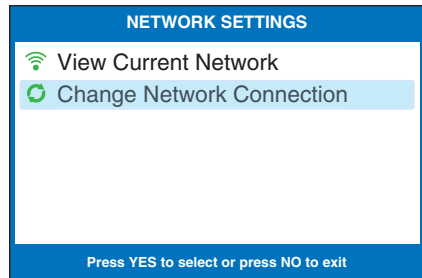 NETWORK SETTINGS
View Current Network
Change Network Connection
Press YES to select or press NO to exit